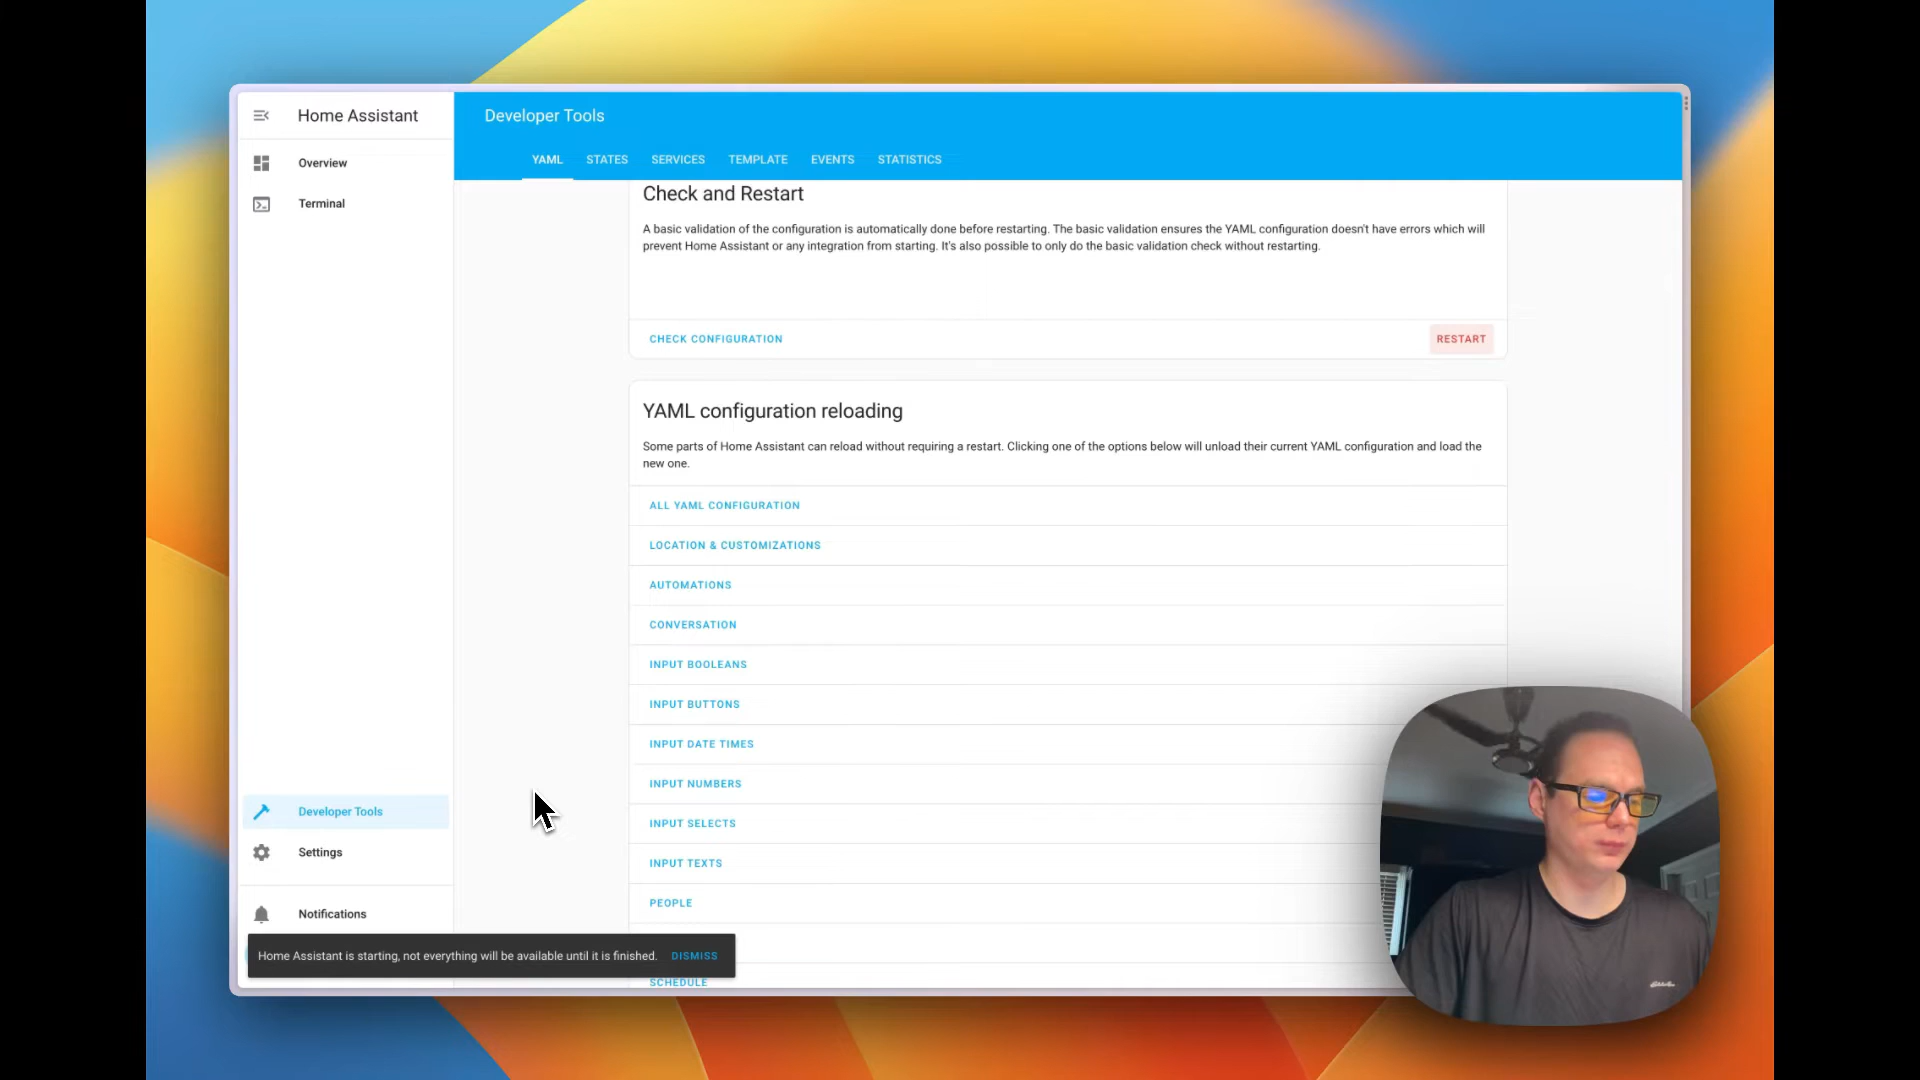 Home Assistant
Overview
Terminal
Developer Tools
Settings
Notifications
Developer Tools
YAML
STATES
SERVICES
TEMPLATE
EVENTS
STATISTICS
Check and Restart
A basic validation of the configuration is automatically done before restarting. The basic validation ensures the YAML configuration doesn't have errors which will
prevent Home Assistant or any integration from starting. It's also possible to only do the basic validation check without restarting.
CHECK CONFIGURATION
RESTART
YAML configuration reloading
Some parts of Home Assistant can reload without requiring a restart. Clicking one of the options below will unload their current YAML configuration and load the
new one.
ALL YAML CONFIGURATION
LOCATION & CUSTOMIZATIONS
AUTOMATIONS
CONVERSATION
INPUT BOOLEANS
INPUT BUTTONS
INPUT DATE TIMES
INPUT NUMBERS
INPUT SELECTS
INPUT TEXTS
PEOPLE
SCHEDULE
Home Assistant is starting, not everything will be available until it is finished.
DISMISS